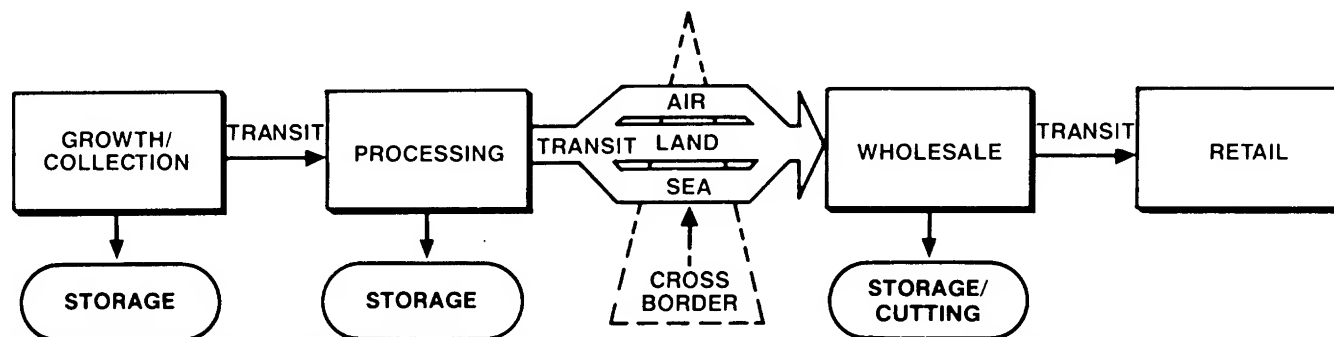 GROWTH/
COLLECTION
TRANSIT
PROCESSING
TRANSIT
AIR
LAND
SEA
CROSS
BORDER
WHOLESALE
TRANSIT
RETAIL
STORAGE
STORAGE
STORAGE/
CUTTING